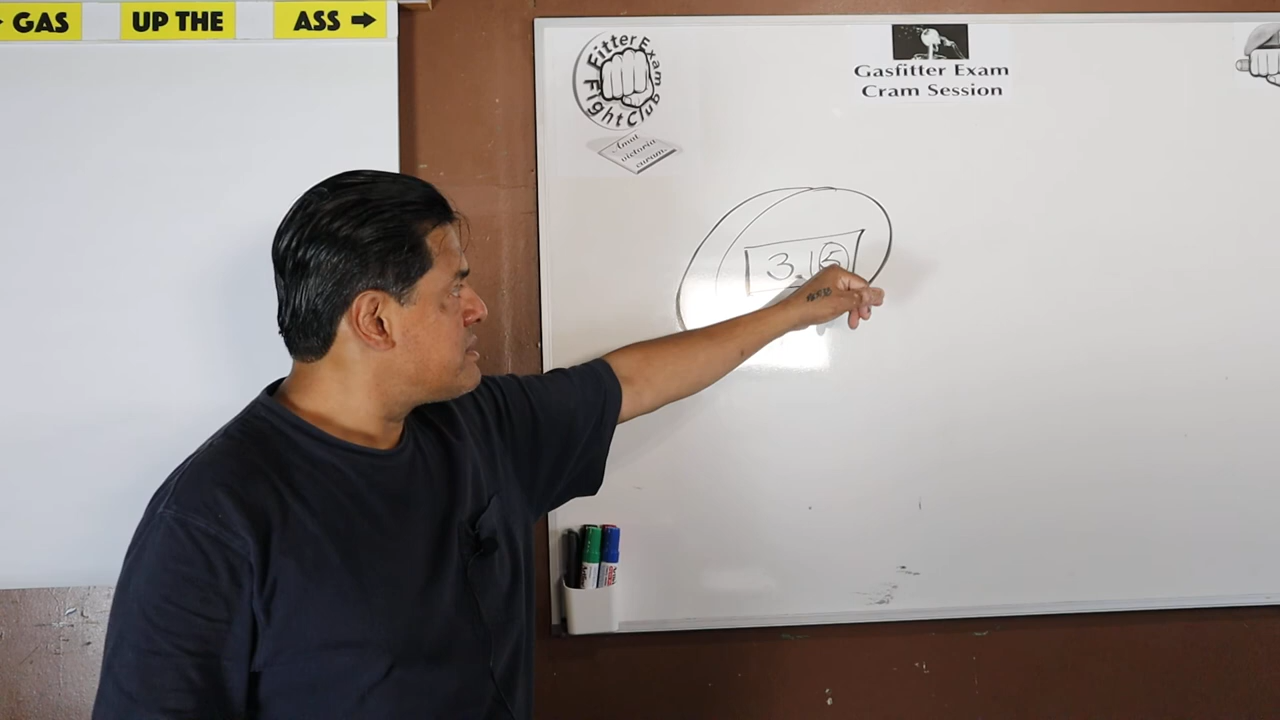 GAS
UP THE
ASS →
Fitter Exam
Fight Club
Amat
victoria
curam.
Gasfitter Exam
Cram Session
3.15